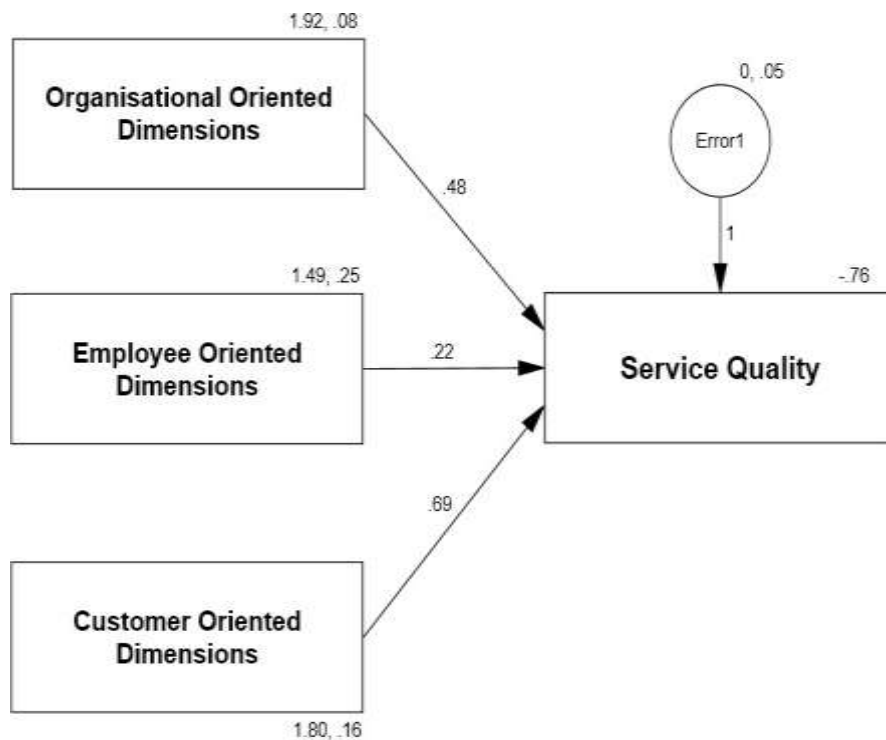 1.92, .08
Organisational Oriented
Dimensions
0, .05
Error1
.48
1
1.49, .25
-.76
Employee Oriented
Dimensions
.22
Service Quality
.69
Customer Oriented
Dimensions
1.80, .16